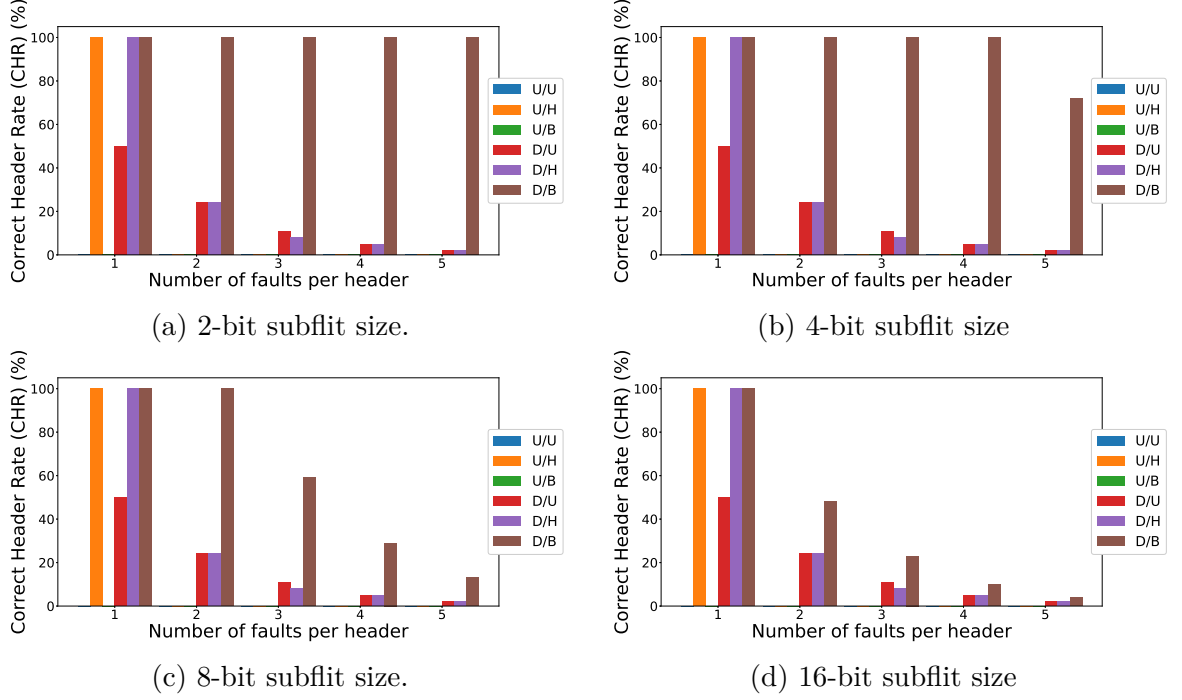 Correct Header Rate (CHR) (%)
100
80
60
40
20
0
1 2 3 4 5
Number of faults per header
U/U
U/H
U/B
D/U
D/H
D/B
(a) 2-bit subflit size.
Correct Header Rate (CHR) (%)
100
80
60
40
20
0
1 2 3 4 5
Number of faults per header
U/U
U/H
U/B
D/U
D/H
D/B
(b) 4-bit subflit size
Correct Header Rate (CHR) (%)
100
80
60
40
20
0
1 2 3 4 5
Number of faults per header
U/U
U/H
U/B
D/U
D/H
D/B
(c) 8-bit subflit size.
Correct Header Rate (CHR) (%)
100
80
60
40
20
0
1 2 3 4 5
Number of faults per header
U/U
U/H
U/B
D/U
D/H
D/B
(d) 16-bit subflit size